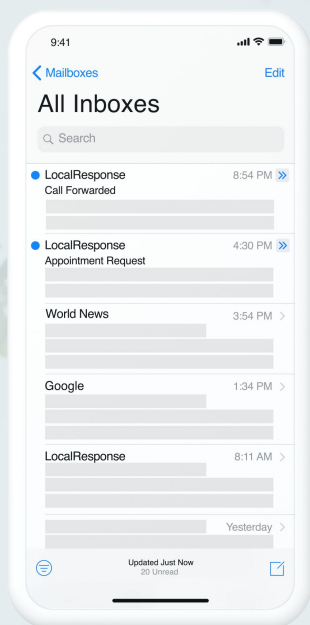 9:41
Mailboxes Edit
All Inboxes
Search
LocalResponse 8:54 PM
Call Forwarded
LocalResponse 4:30 PM
Appointment Request
World News 3:54 PM
Google 1:34 PM
LocalResponse 8:11 AM
Yesterday
Updated Just Now
20 Unread